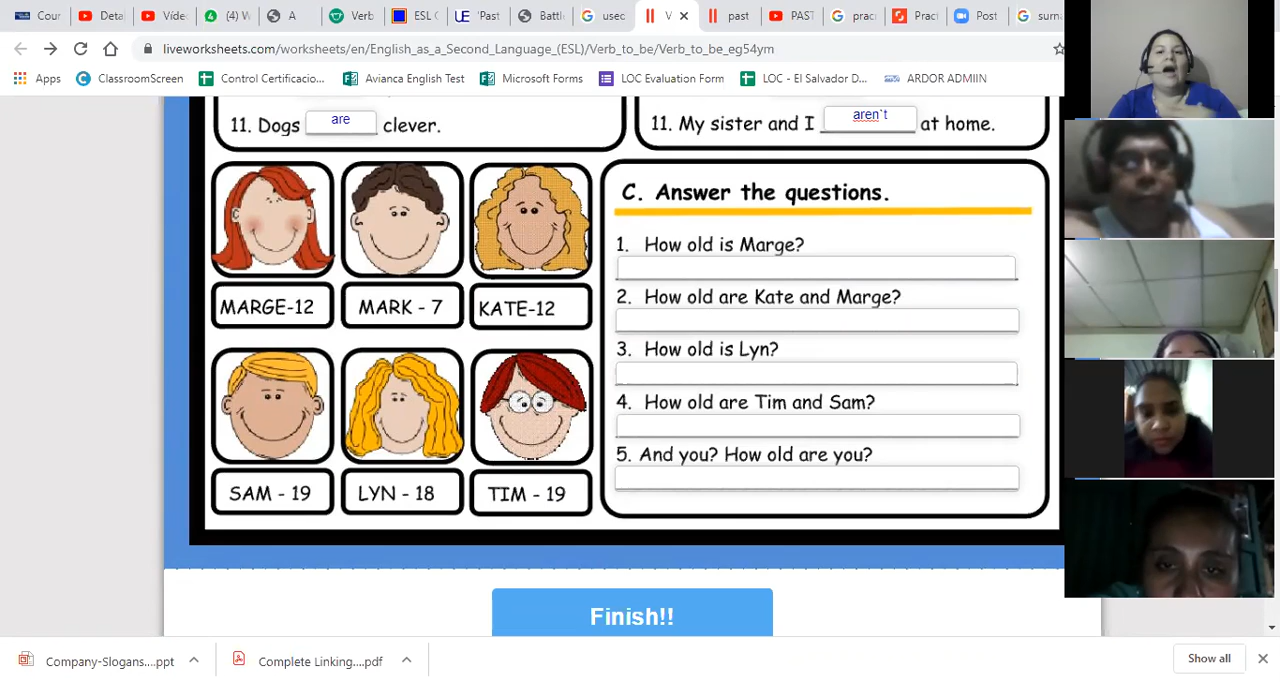 Cour
Deta
Víde
(4) W
A
Verb
ESL C
'Past
Battl
usec
V
past
PAST
prac
Pract
Post
surna
liveworksheets.com/worksheets/en/English_as_a_Second_Language_(ESL)/Verb_to_be/Verb_to_be_eg54ym
Apps
ClassroomScreen
Control Certificacio...
Avianca English Test
Microsoft Forms
LOC Evaluation Form
LOC - El Salvador D...
ARDOR ADMIIN
11. Dogs are clever.
11. My sister and I aren`t at home.
MARGE-12
MARK - 7
KATE-12
SAM - 19
LYN - 18
TIM - 19
C. Answer the questions.
1. How old is Marge?
2. How old are Kate and Marge?
3. How old is Lyn?
4. How old are Tim and Sam?
5. And you? How old are you?
Finish!!
Company-Slogans....ppt
Complete Linking....pdf
Show all